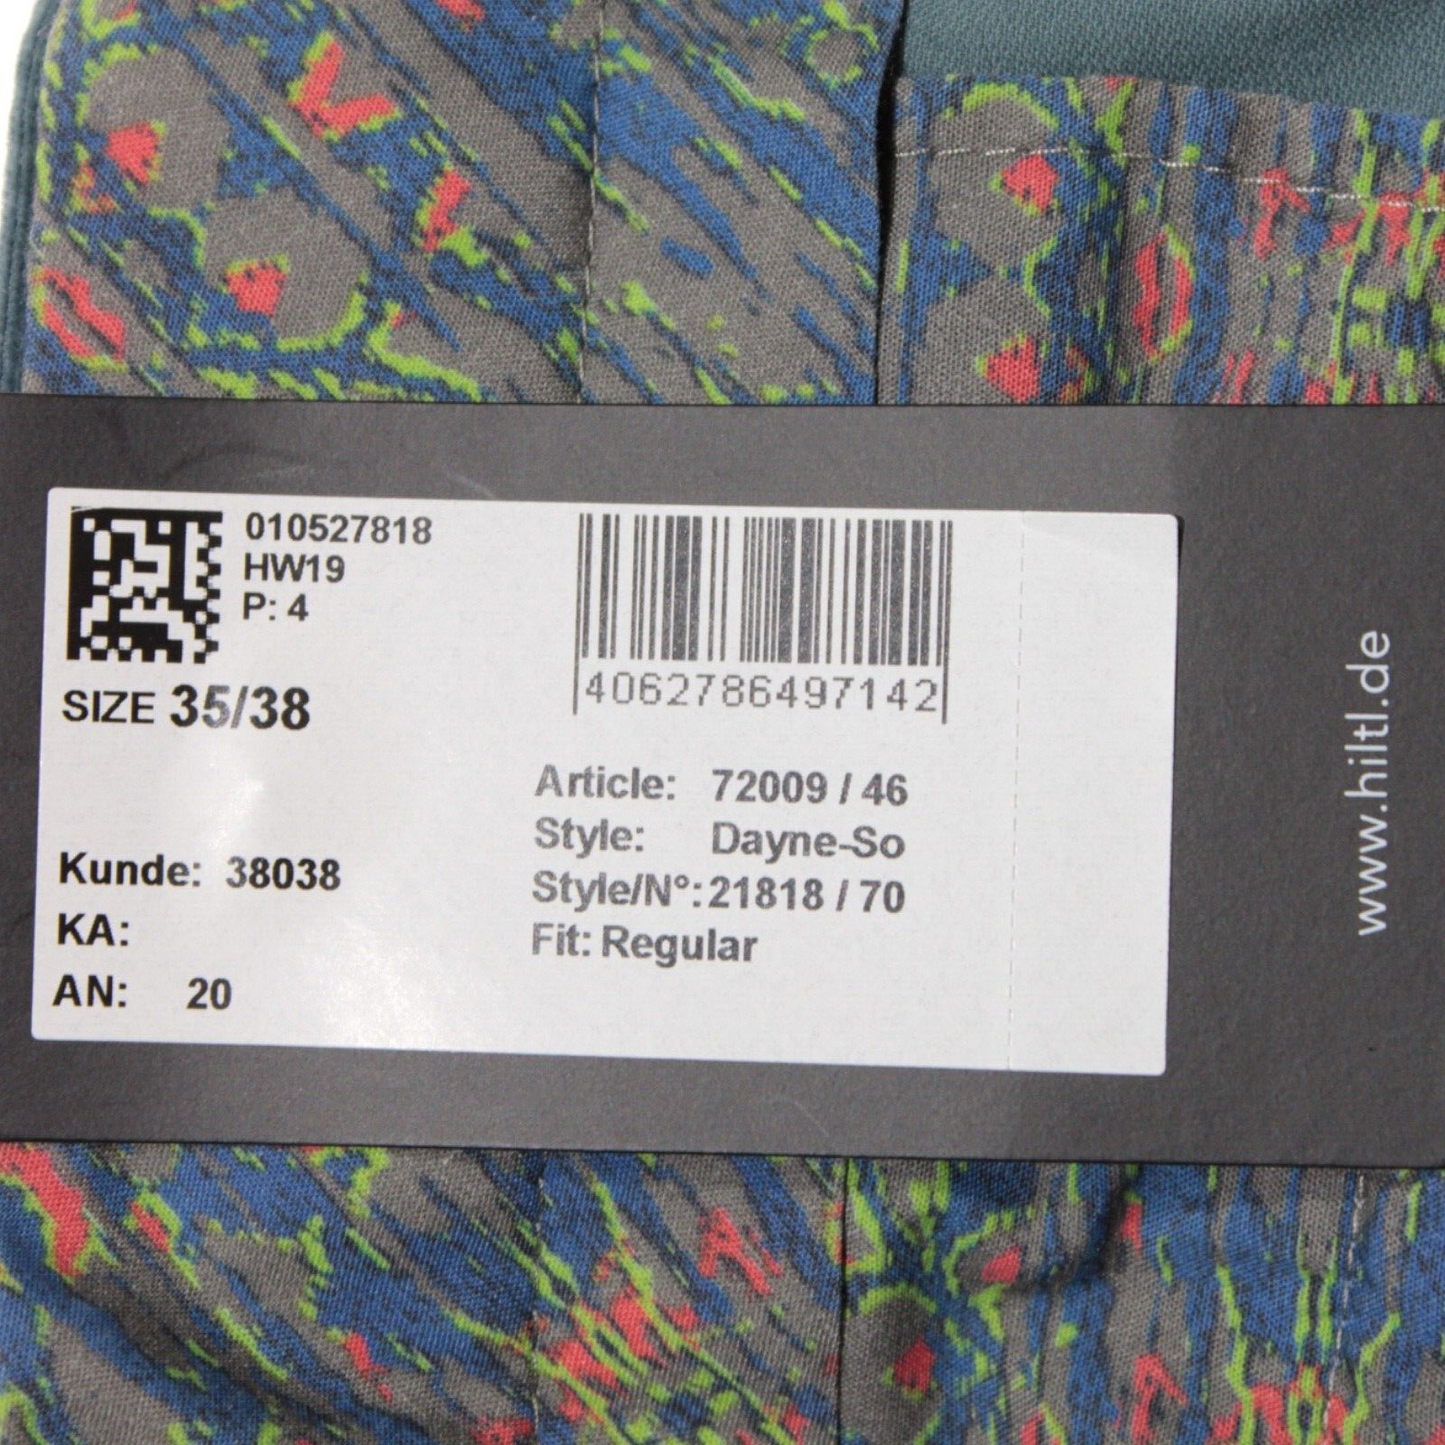 010527818
HW19
P: 4
SIZE 35/38
4062786497142
Article: 72009 / 46
Style: Dayne-So
Style/N°: 21818 / 70
Fit: Regular
Kunde: 38038
KA:
AN: 20
www.hiltl.de